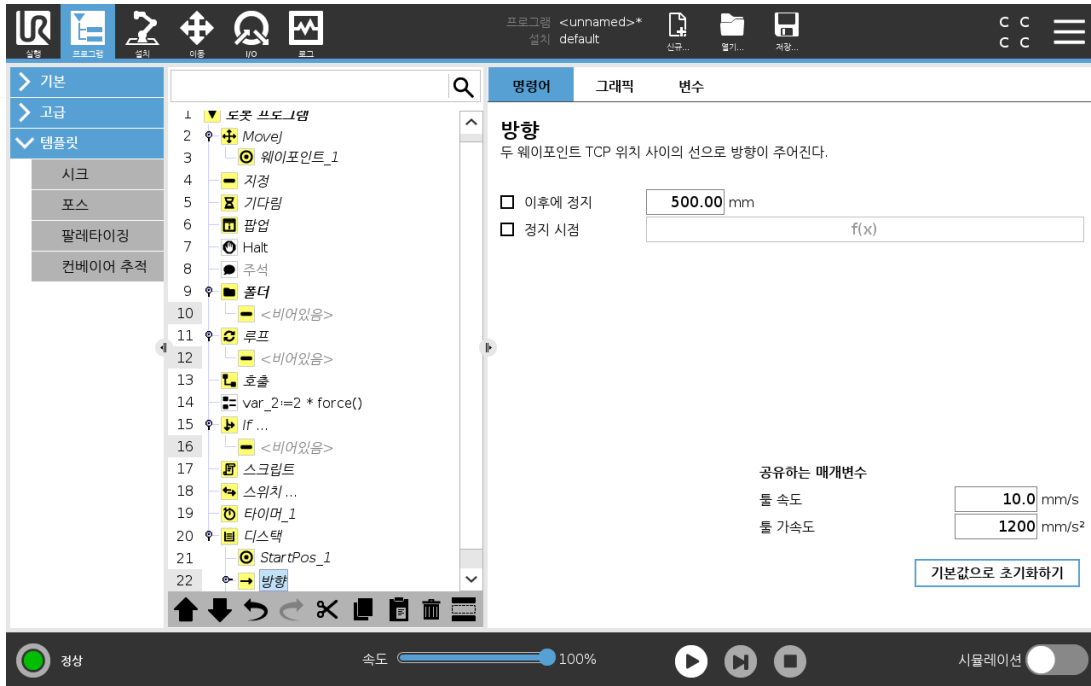 프로그램 <unnamed>*
설치 default
UR
실행
프로그램
설치
이동
I/O
로그
신규...
열기...
저장...
C C
C C
기본
고급
템플릿
시크
포스
팔레타이징
컨베이어 추적
1 로봇 프로그램
2 MoveJ
3 웨이포인트_1
4 지정
5 기다림
6 팝업
7 Halt
8 주석
9 폴더
10 <비어있음>
11 루프
12 <비어있음>
13 호출
14 var_2≔2 * force()
15 If ...
16 <비어있음>
17 스크립트
18 스위치 ...
19 타이머_1
20 디스택
21 StartPos_1
22 방향
명령어 그래픽 변수
방향
두 웨이포인트 TCP 위치 사이의 선으로 방향이 주어진다.
이후에 정지 500.00 mm
정지 시점 f(x)
공유하는 매개변수
툴 속도 10.0 mm/s
툴 가속도 1200 mm/s²
기본값으로 초기화하기
정상
속도 100%
시뮬레이션